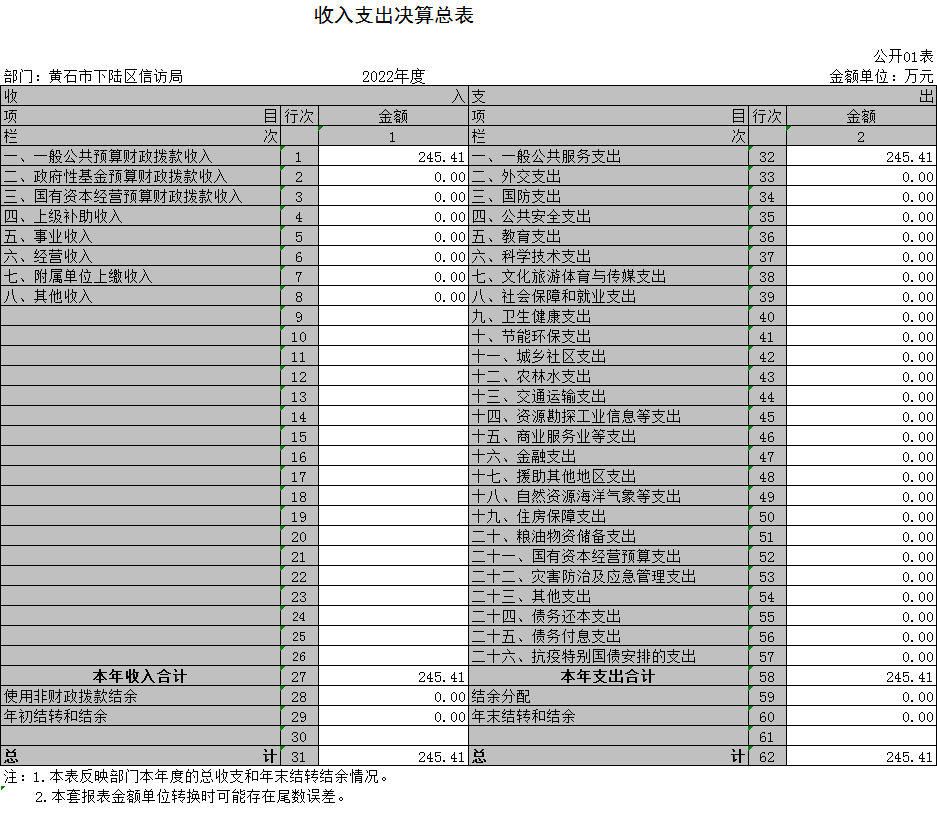 收入支出决算总表
公开01表
部门：黄石市下陆区信访局 2022年度 金额单位：万元
收 入 支 出
项 目 行次 金额 项 目 行次 金额
栏 次 1 栏 次 2
一、一般公共预算财政拨款收入 1 245.41 一、一般公共服务支出 32 245.41
二、政府性基金预算财政拨款收入 2 0.00 二、外交支出 33 0.00
三、国有资本经营预算财政拨款收入 3 0.00 三、国防支出 34 0.00
四、上级补助收入 4 0.00 四、公共安全支出 35 0.00
五、事业收入 5 0.00 五、教育支出 36 0.00
六、经营收入 6 0.00 六、科学技术支出 37 0.00
七、附属单位上缴收入 7 0.00 七、文化旅游体育与传媒支出 38 0.00
八、其他收入 8 0.00 八、社会保障和就业支出 39 0.00
9 九、卫生健康支出 40 0.00
10 十、节能环保支出 41 0.00
11 十一、城乡社区支出 42 0.00
12 十二、农林水支出 43 0.00
13 十三、交通运输支出 44 0.00
14 十四、资源勘探工业信息等支出 45 0.00
15 十五、商业服务业等支出 46 0.00
16 十六、金融支出 47 0.00
17 十七、援助其他地区支出 48 0.00
18 十八、自然资源海洋气象等支出 49 0.00
19 十九、住房保障支出 50 0.00
20 二十、粮油物资储备支出 51 0.00
21 二十一、国有资本经营预算支出 52 0.00
22 二十二、灾害防治及应急管理支出 53 0.00
23 二十三、其他支出 54 0.00
24 二十四、债务还本支出 55 0.00
25 二十五、债务付息支出 56 0.00
26 二十六、抗疫特别国债安排的支出 57 0.00
本年收入合计 27 245.41 本年支出合计 58 245.41
使用非财政拨款结余 28 0.00 结余分配 59 0.00
年初结转和结余 29 0.00 年末结转和结余 60 0.00
30 61
总 计 31 245.41 总 计 62 245.41
注：1.本表反映部门本年度的总收支和年末结转结余情况。
2.本套报表金额单位转换时可能存在尾数误差。